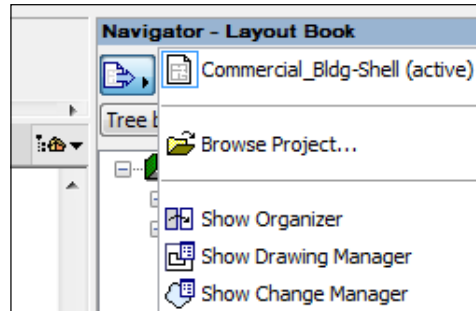 Navigator - Layout Book
Commercial_Bldg-Shell (active)
Tree
Browse Project...
Show Organizer
Show Drawing Manager
Show Change Manager